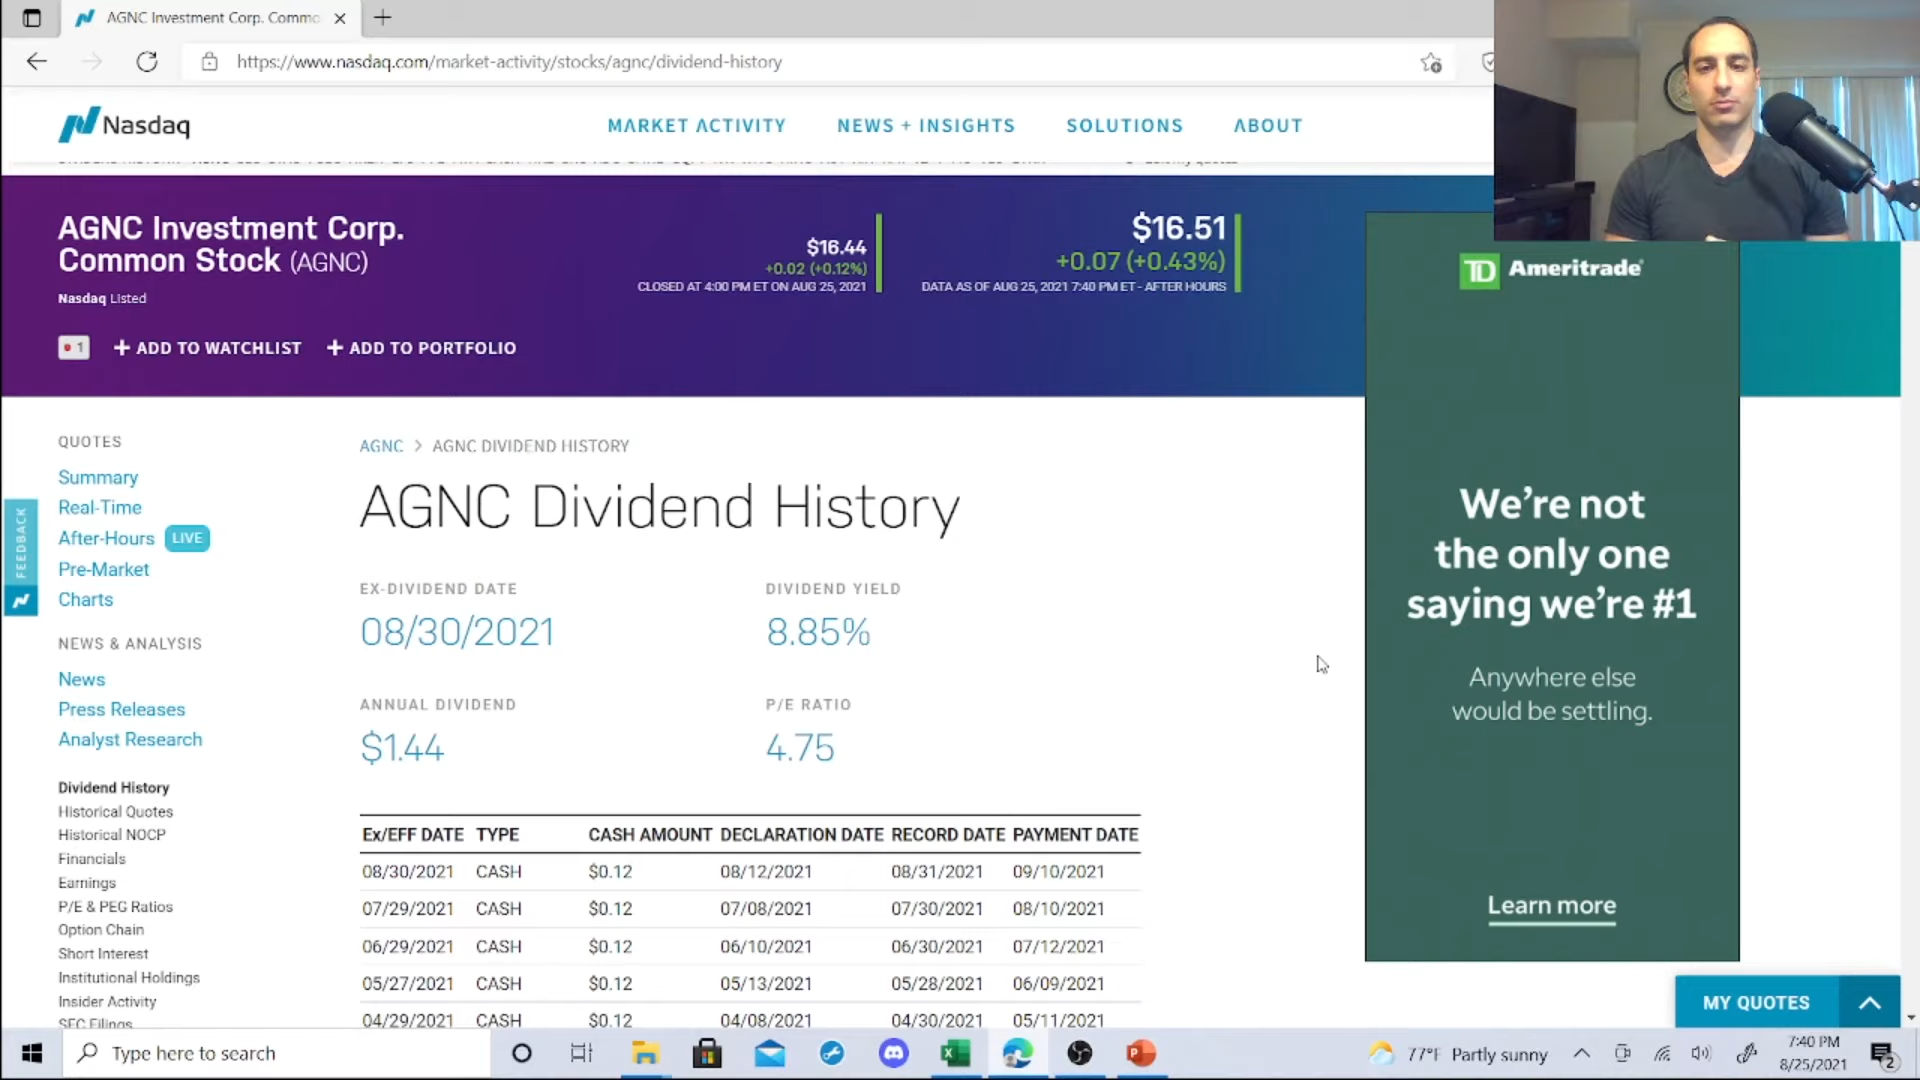 AGNC Investment Corp. Commo
https://www.nasdaq.com/market-activity/stocks/agnc/dividend-history
Nasdaq
MARKET ACTIVITY
NEWS + INSIGHTS
SOLUTIONS
ABOUT
AGNC Investment Corp.
Common Stock (AGNC)
Nasdaq Listed
$16.44
+0.02 (+0.12%)
CLOSED AT 4:00 PM ET ON AUG 25, 2021
$16.51
+0.07 (+0.43%)
DATA AS OF AUG 25, 2021 7:40 PM ET - AFTER HOURS
1
+ ADD TO WATCHLIST
+ ADD TO PORTFOLIO
TD Ameritrade
We're not
the only one
saying we're #1
Anywhere else
would be settling.
Learn more
FEEDBACK
QUOTES
Summary
Real-Time
After-Hours LIVE
Pre-Market
Charts
NEWS & ANALYSIS
News
Press Releases
Analyst Research
Dividend History
Historical Quotes
Historical NOCP
Financials
Earnings
P/E & PEG Ratios
Option Chain
Short Interest
Institutional Holdings
Insider Activity
SEC Filings
AGNC > AGNC DIVIDEND HISTORY
AGNC Dividend History
EX-DIVIDEND DATE
08/30/2021
DIVIDEND YIELD
8.85%
ANNUAL DIVIDEND
$1.44
P/E RATIO
4.75
Ex/EFF DATE TYPE CASH AMOUNT DECLARATION DATE RECORD DATE PAYMENT DATE
08/30/2021 CASH $0.12 08/12/2021 08/31/2021 09/10/2021
07/29/2021 CASH $0.12 07/08/2021 07/30/2021 08/10/2021
06/29/2021 CASH $0.12 06/10/2021 06/30/2021 07/12/2021
05/27/2021 CASH $0.12 05/13/2021 05/28/2021 06/09/2021
04/29/2021 CASH $0.12 04/08/2021 04/30/2021 05/11/2021
MY QUOTES
Type here to search
77°F Partly sunny
7:40 PM
8/25/2021
2